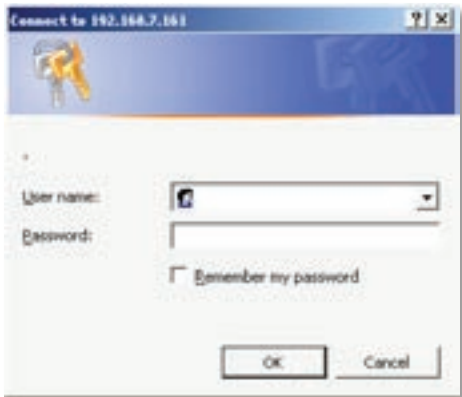 Connect to 192.168.7.161
User name:
Password:
Remember my password
OK
Cancel